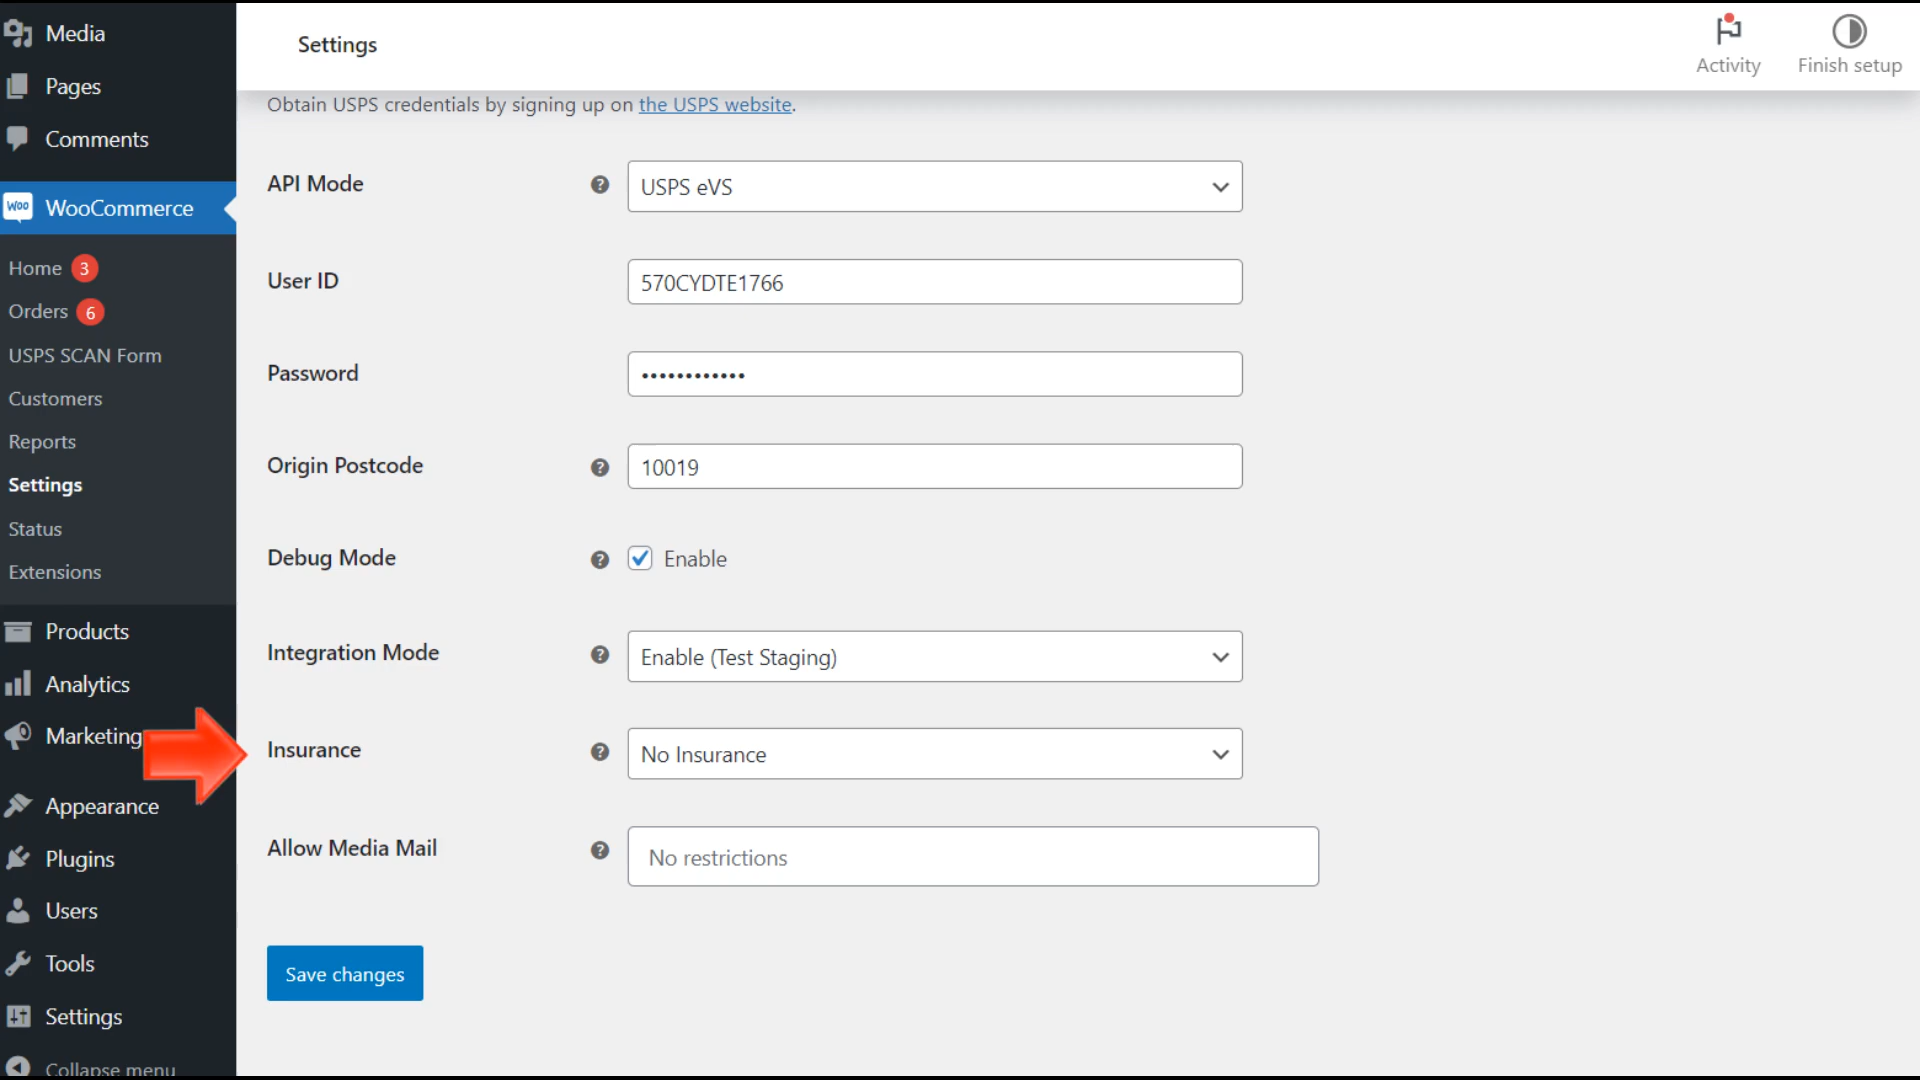 Media
Pages
Comments
Woo
WooCommerce
Home 3
Orders 6
USPS SCAN Form
Customers
Reports
Settings
Status
Extensions
Products
Analytics
Marketing
Appearance
Plugins
Users
Tools
Settings
Collapse menu
Settings
Activity
Finish setup
Obtain USPS credentials by signing up on the USPS website.
API Mode ? USPS eVS
User ID 570CYDTE1766
Password ••••••••••••
Origin Postcode ? 10019
Debug Mode ? Enable
Integration Mode ? Enable (Test Staging)
Insurance ? No Insurance
Allow Media Mail ? No restrictions
Save changes